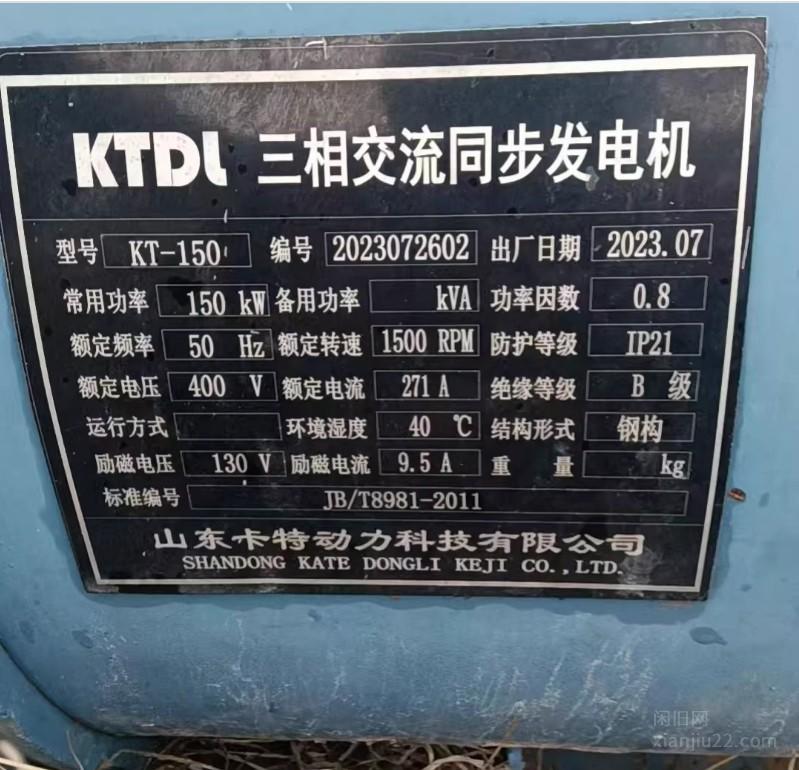 KTDL 三相交流同步发电机
型号 KT-150 编号 2023072602 出厂日期 2023.07
常用功率 150 kW 备用功率 kVA 功率因数 0.8
额定频率 50 Hz 额定转速 1500 RPM 防护等级 IP21
额定电压 400 V 额定电流 271 A 绝缘等级 B 级
运行方式 环境湿度 40 ℃ 结构形式 钢构
励磁电压 130 V 励磁电流 9.5 A 重量 kg
标准编号 JB/T8981-2011
山东卡特动力科技有限公司
SHANDONG KATE DONGLI KEJI CO.,LTD.
闲旧网
xianjiu22.com